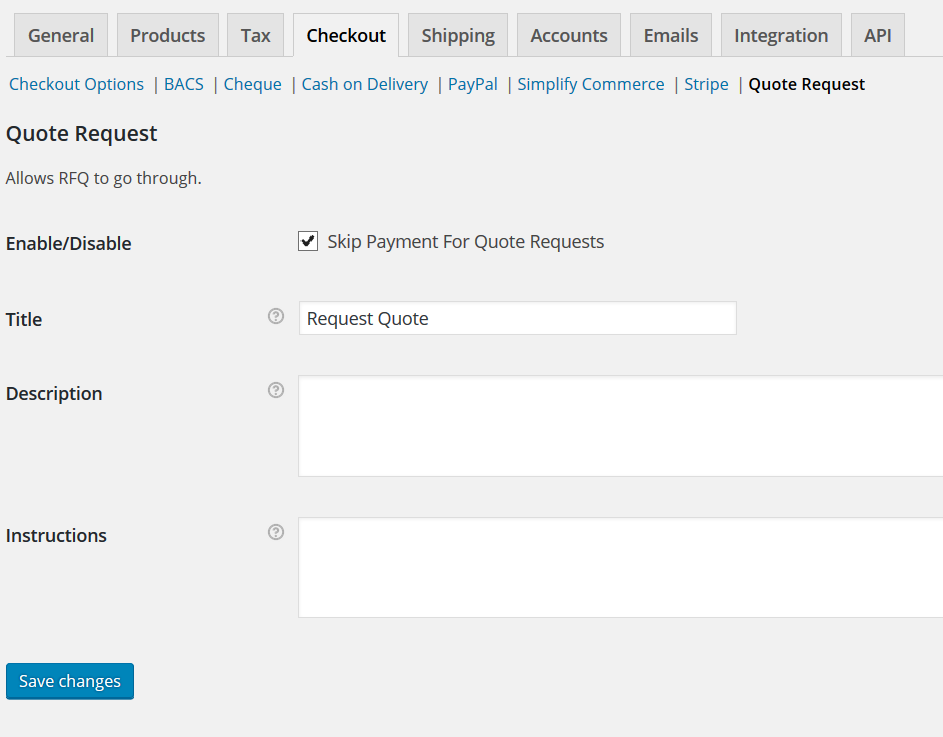 General Products Tax Checkout Shipping Accounts Emails Integration API
Checkout Options | BACS | Cheque | Cash on Delivery | PayPal | Simplify Commerce | Stripe | Quote Request
Quote Request
Allows RFQ to go through.
Enable/Disable Skip Payment For Quote Requests
Title ? Request Quote
Description ?
Instructions ?
Save changes